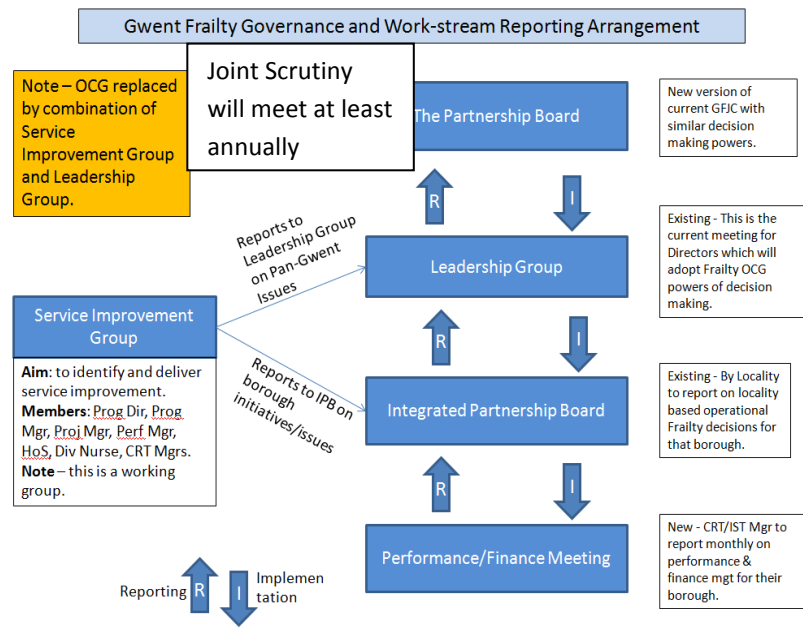 Gwent Frailty Governance and Work-stream Reporting Arrangement
Note – OCG replaced
by combination of
Service
Improvement Group
and Leadership
Group.
Joint Scrutiny
will meet at least
annually
The Partnership Board
New version of
current GFJC with
similar decision
making powers.
R
I
Reports to
Leadership Group
on Pan-Gwent
Issues
Leadership Group
Existing - This is the
current meeting for
Directors which will
adopt Frailty OCG
powers of decision
making.
Service Improvement
Group
Aim: to identify and deliver
service improvement.
Members: Prog Dir, Prog
Mgr, Proj Mgr, Perf Mgr,
HoS, Div Nurse, CRT Mgrs.
Note – this is a working
group.
R
I
Reports to IPB on
borough
initiatives/issues
Integrated Partnership Board
Existing - By Locality
to report on locality
based operational
Frailty decisions for
that borough.
R
I
Performance/Finance Meeting
New - CRT/IST Mgr to
report monthly on
performance &
finance mgt for their
borough.
Reporting
R
I
Implemen
tation